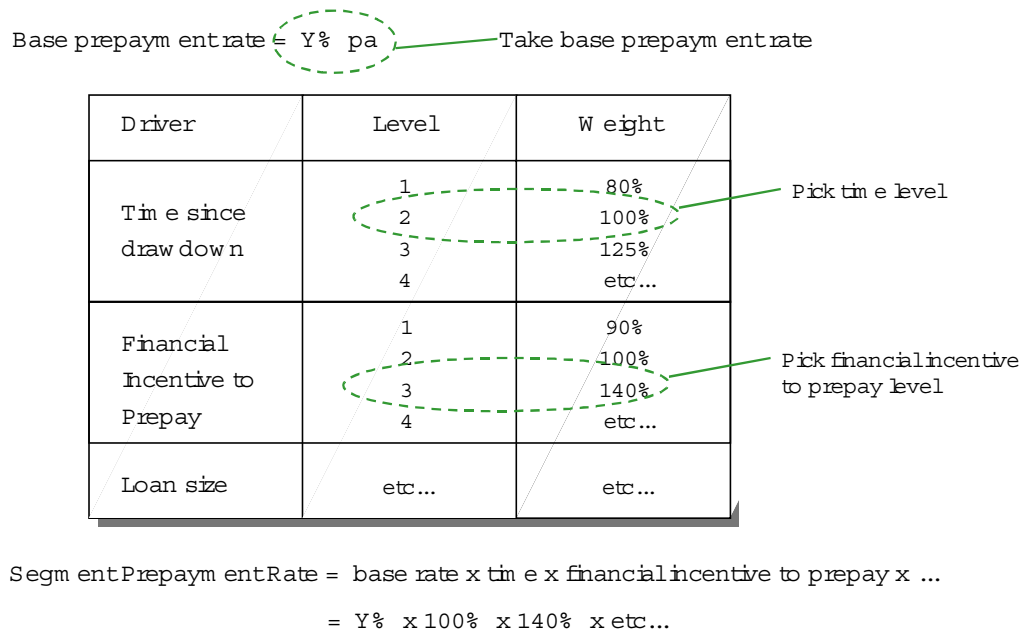 Base prepayment rate = Y% pa
Take base prepayment rate
Driver Level Weight
Time since
drawdown
1 80%
2 100%
3 125%
4 etc...
Pick time level
Financial
Incentive to
Prepay
1 90%
2 100%
3 140%
4 etc...
Pick financial incentive
to prepay level
Loan size etc... etc...
Segment Prepayment Rate = base rate x time x financial incentive to prepay x ...
= Y% x 100% x 140% x etc...